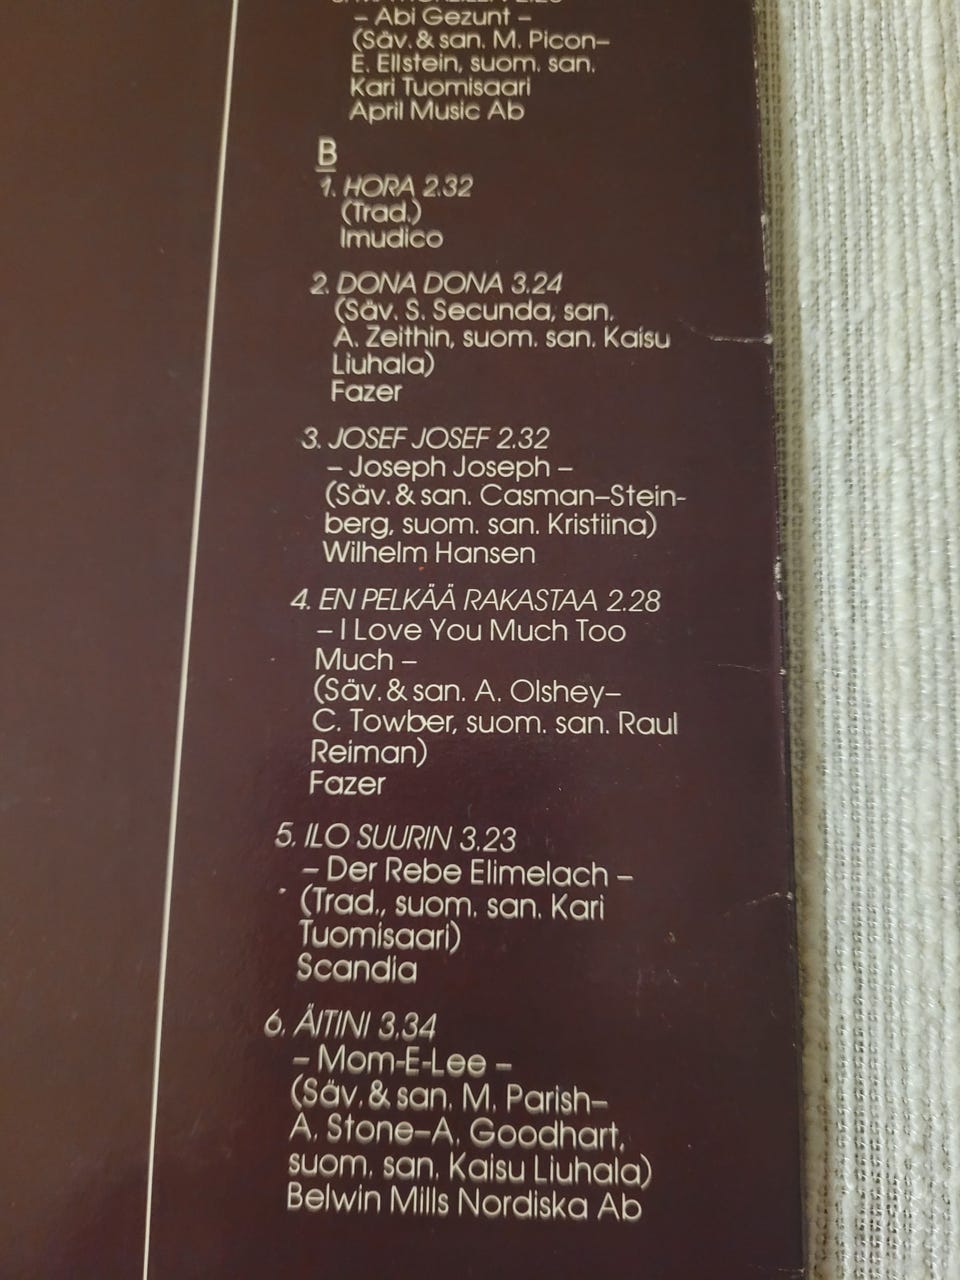 – Abi Gezunt –
(Säv. & san. M. Picon–
E. Ellstein, suom. san.
Kari Tuomisaari
April Music Ab
B
1. HORA 2.32
(Trad.)
Imudico
2. DONA DONA 3.24
(Säv. S. Secunda, san.
A. Zeithin, suom. san. Kaisu
Liuhala)
Fazer
3. JOSEF JOSEF 2.32
– Joseph Joseph –
(Säv. & san. Casman–Stein-
berg, suom. san. Kristiina)
Wilhelm Hansen
4. EN PELKÄÄ RAKASTAA 2.28
– I Love You Much Too
Much –
(Säv. & san. A. Olshey–
C. Towber, suom. san. Raul
Reiman)
Fazer
5. ILO SUURIN 3.23
– Der Rebe Elimelach –
(Trad., suom. san. Kari
Tuomisaari)
Scandia
6. ÄITINI 3.34
– Mom-E-Lee –
(Säv. & san. M. Parish–
A. Stone–A. Goodhart,
suom. san. Kaisu Liuhala)
Belwin Mills Nordiska Ab